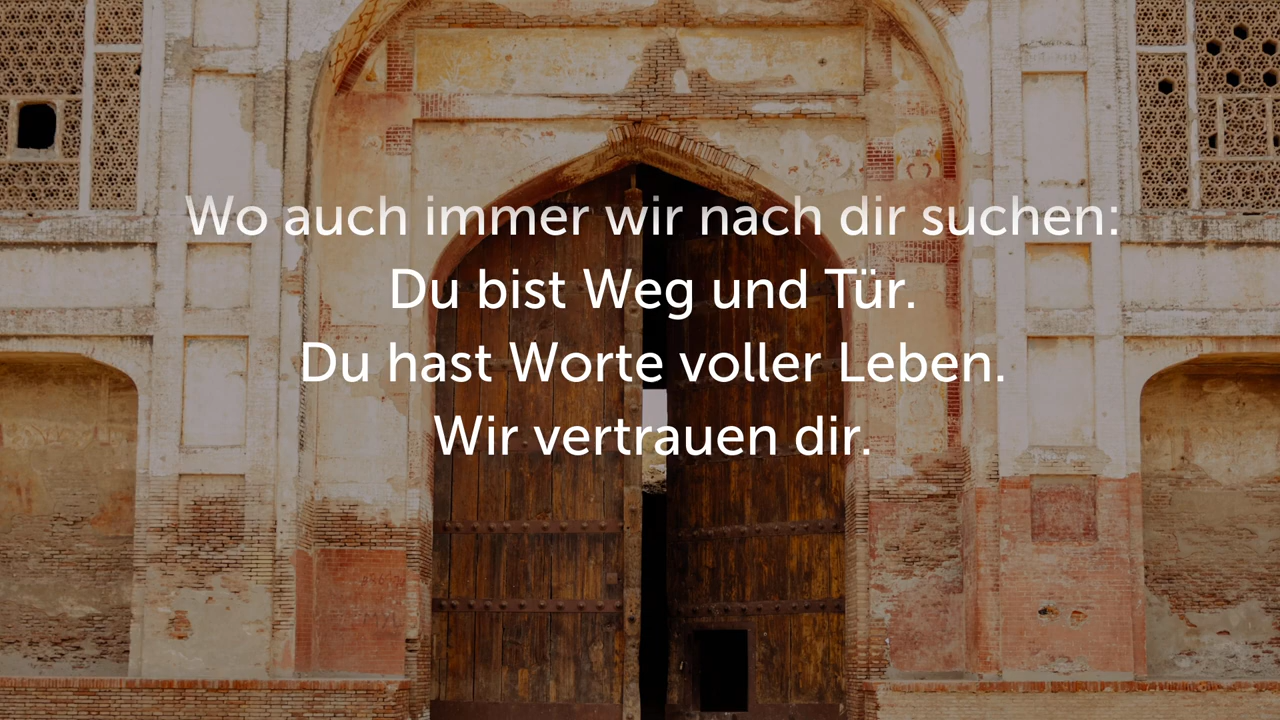 Wo auch immer wir nach dir suchen:
Du bist Weg und Tür.
Du hast Worte voller Leben.
Wir vertrauen dir.